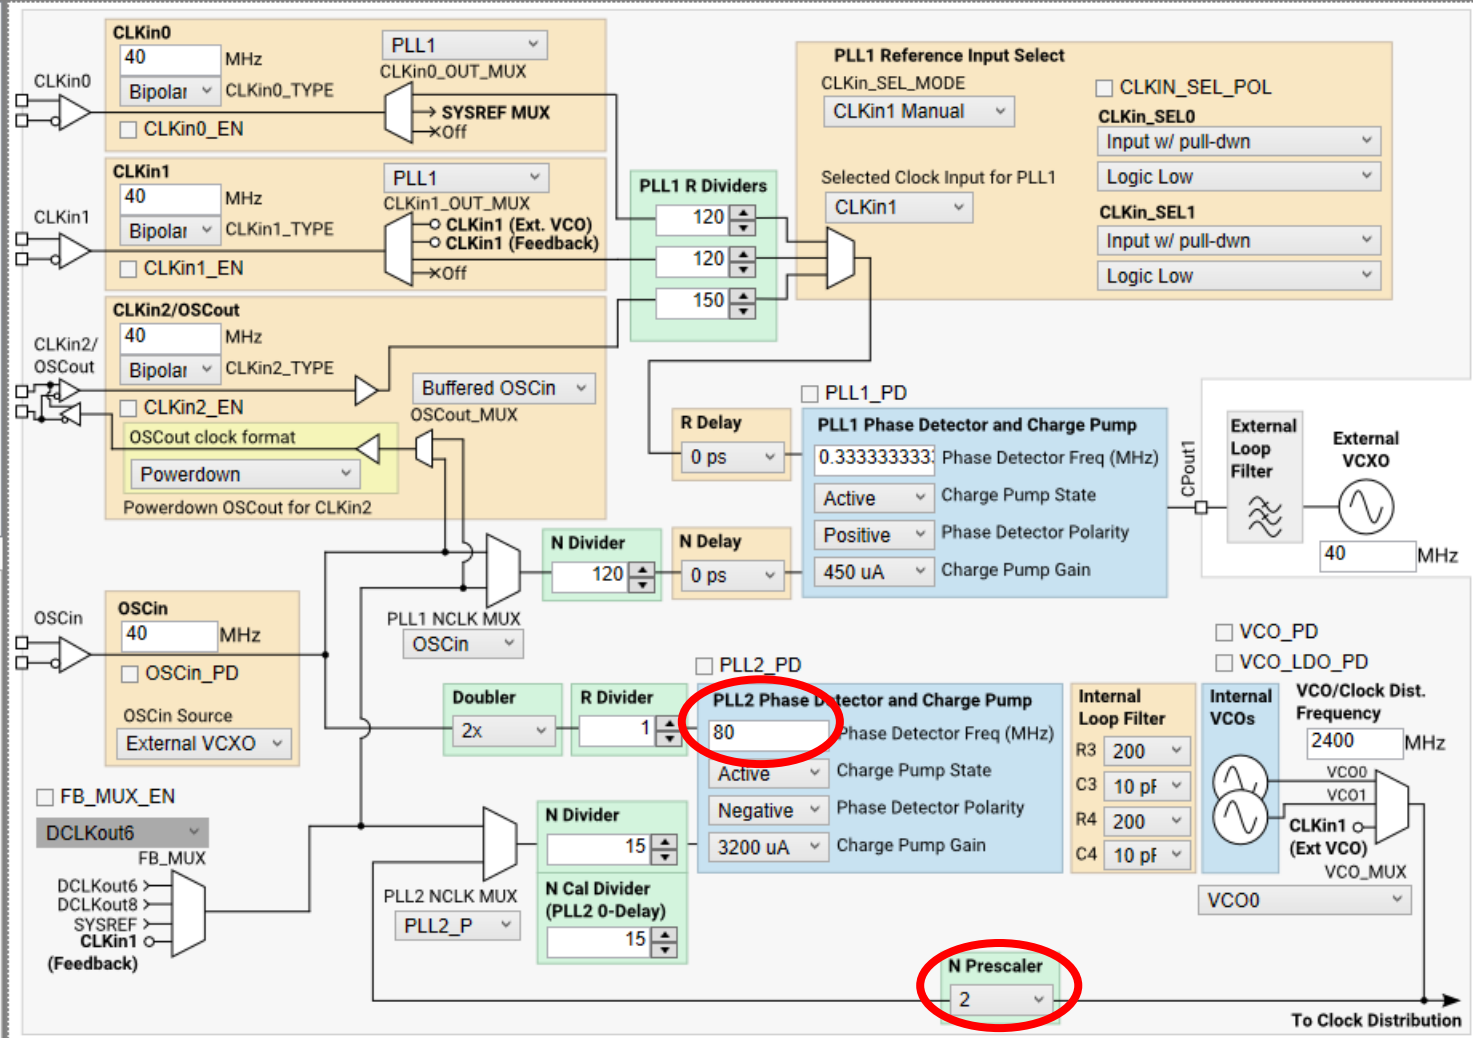 CLKin0
40
MHz
PLL1
CLKin0_OUT_MUX
CLKin0
Bipolar
CLKin0_TYPE
SYSREF MUX
Off
CLKin0_EN
PLL1 Reference Input Select
CLKin_SEL_MODE
CLKin1 Manual
CLKIN_SEL_POL
CLKin_SEL0
Input w/ pull-dwn
Logic Low
Selected Clock Input for PLL1
CLKin1
CLKin_SEL1
Input w/ pull-dwn
Logic Low
CLKin1
40
MHz
PLL1
CLKin1_OUT_MUX
CLKin1
Bipolar
CLKin1_TYPE
CLKin1 (Ext. VCO)
CLKin1 (Feedback)
Off
CLKin1_EN
PLL1 R Dividers
120
120
150
CLKin2/OSCout
40
MHz
CLKin2/
OSCout
Bipolar
CLKin2_TYPE
Buffered OSCin
OSCout_MUX
CLKin2_EN
OSCout clock format
Powerdown
Powerdown OSCout for CLKin2
R Delay
0 ps
PLL1_PD
PLL1 Phase Detector and Charge Pump
0.333333333
Phase Detector Freq (MHz)
Active
Charge Pump State
Positive
Phase Detector Polarity
450 uA
Charge Pump Gain
CPout1
External
Loop
Filter
External
VCXO
40
MHz
N Divider
120
N Delay
0 ps
PLL1 NCLK MUX
OSCin
OSCin
OSCin
40
MHz
OSCin_PD
OSCin Source
External VCXO
Doubler
2x
R Divider
1
PLL2_PD
PLL2 Phase Detector and Charge Pump
80
Phase Detector Freq (MHz)
Active
Charge Pump State
Negative
Phase Detector Polarity
3200 uA
Charge Pump Gain
VCO_PD
VCO_LDO_PD
Internal
Loop Filter
R3
200
C3
10 pF
R4
200
C4
10 pF
Internal
VCOs
VCO/Clock Dist.
Frequency
2400
MHz
VCO0
VCO1
CLKin1
(Ext VCO)
VCO_MUX
VCO0
FB_MUX_EN
DCLKout6
FB_MUX
DCLKout6
DCLKout8
SYSREF
CLKin1
(Feedback)
PLL2 NCLK MUX
PLL2_P
N Divider
15
N Cal Divider
(PLL2 0-Delay)
15
N Prescaler
2
To Clock Distribution